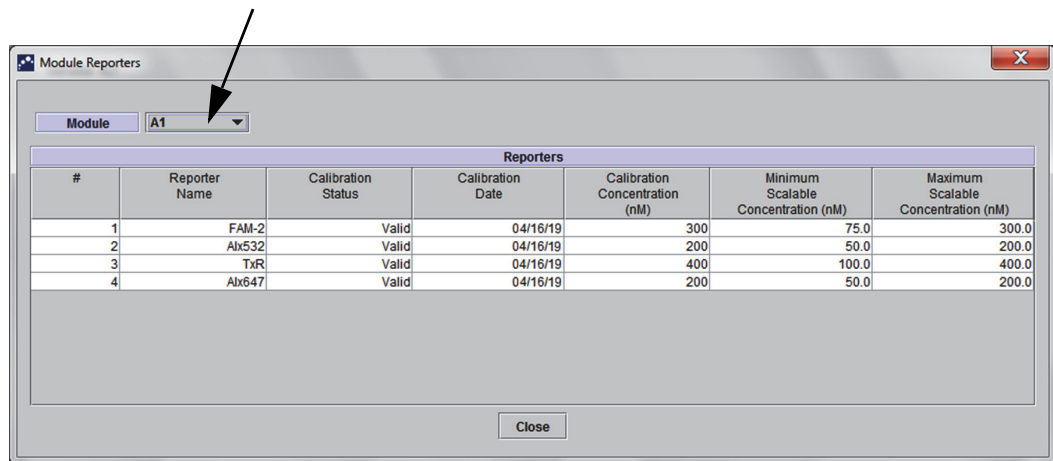 Module Reporters
X
Module A1
Reporters
# Reporter Name Calibration Status Calibration Date Calibration Concentration (nM) Minimum Scalable Concentration (nM) Maximum Scalable Concentration (nM)
1 FAM-2 Valid 04/16/19 300 75.0 300.0
2 Alx532 Valid 04/16/19 200 50.0 200.0
3 TxR Valid 04/16/19 400 100.0 400.0
4 Alx647 Valid 04/16/19 200 50.0 200.0
Close